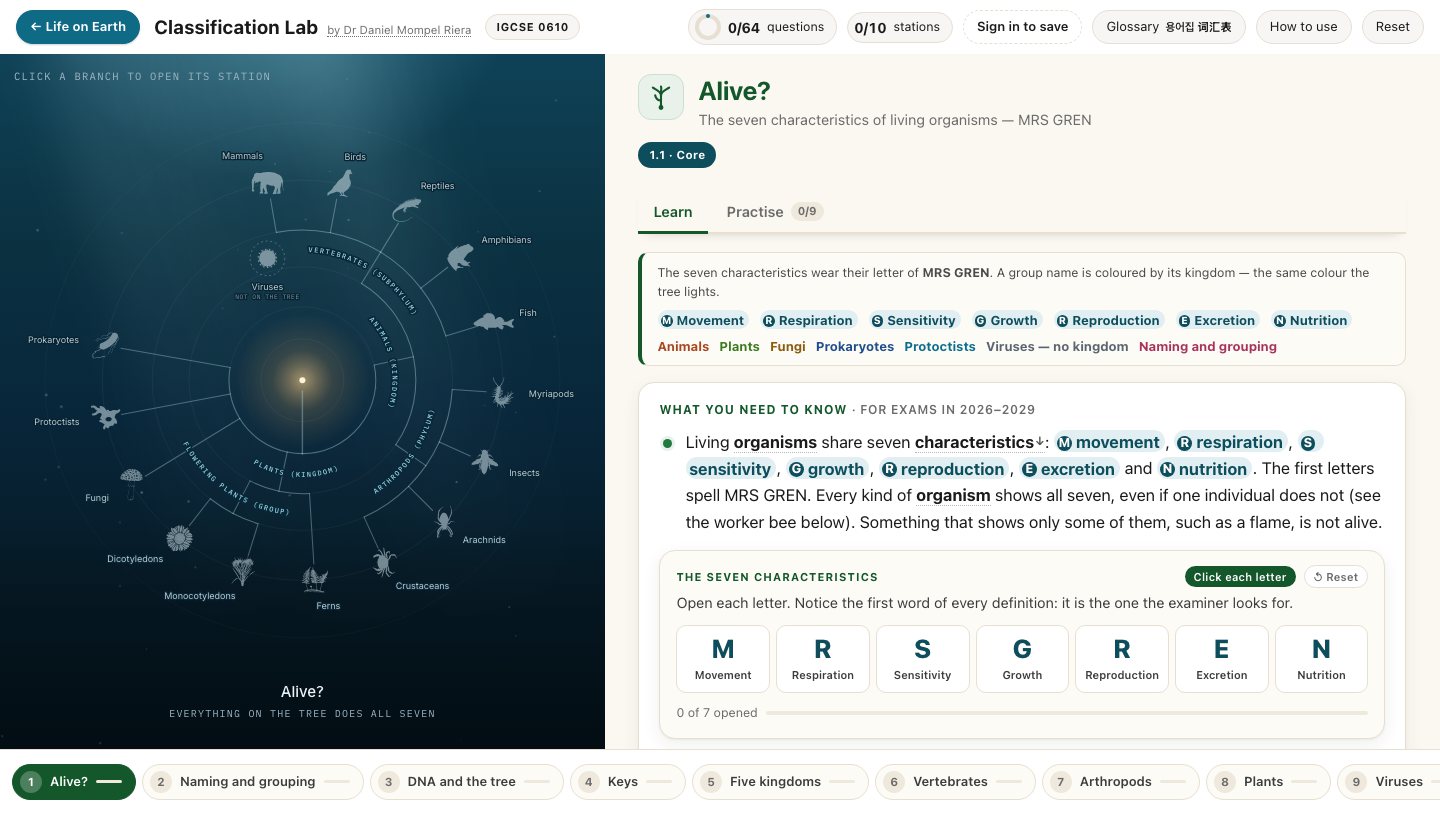 ← Life on Earth
Classification Lab
by Dr Daniel Mompel Riera
IGCSE 0610
0/64 questions
0/10 stations
Sign in to save
Glossary 용어집 词汇表
How to use
Reset
CLICK A BRANCH TO OPEN ITS STATION
Mammals
Birds
Reptiles
Amphibians
Fish
Myriapods
Insects
Arachnids
Crustaceans
Ferns
Monocotyledons
Dicotyledons
Fungi
Protoctists
Prokaryotes
Viruses
NOT ON THE TREE
VERTEBRATES (SUBPHYLUM)
ANIMALS (KINGDOM)
ARTHROPODS (PHYLUM)
PLANTS (KINGDOM)
FLOWERING PLANTS (GROUP)
Alive?
EVERYTHING ON THE TREE DOES ALL SEVEN
Alive?
The seven characteristics of living organisms — MRS GREN
1.1 · Core
Learn
Practise 0/9
The seven characteristics wear their letter of MRS GREN. A group name is coloured by its kingdom — the same colour the
tree lights.
M Movement R Respiration S Sensitivity G Growth R Reproduction E Excretion N Nutrition
Animals Plants Fungi Prokaryotes Protoctists Viruses — no kingdom Naming and grouping
WHAT YOU NEED TO KNOW · FOR EXAMS IN 2026–2029
Living organisms share seven characteristics↓: M movement, R respiration, S
sensitivity, G growth, R reproduction, E excretion and N nutrition. The first letters
spell MRS GREN. Every kind of organism shows all seven, even if one individual does not (see
the worker bee below). Something that shows only some of them, such as a flame, is not alive.
THE SEVEN CHARACTERISTICS
Click each letter
↺ Reset
Open each letter. Notice the first word of every definition: it is the one the examiner looks for.
M R S G R E N
Movement Respiration Sensitivity Growth Reproduction Excretion Nutrition
0 of 7 opened
1 Alive?
2 Naming and grouping
3 DNA and the tree
4 Keys
5 Five kingdoms
6 Vertebrates
7 Arthropods
8 Plants
9 Viruses